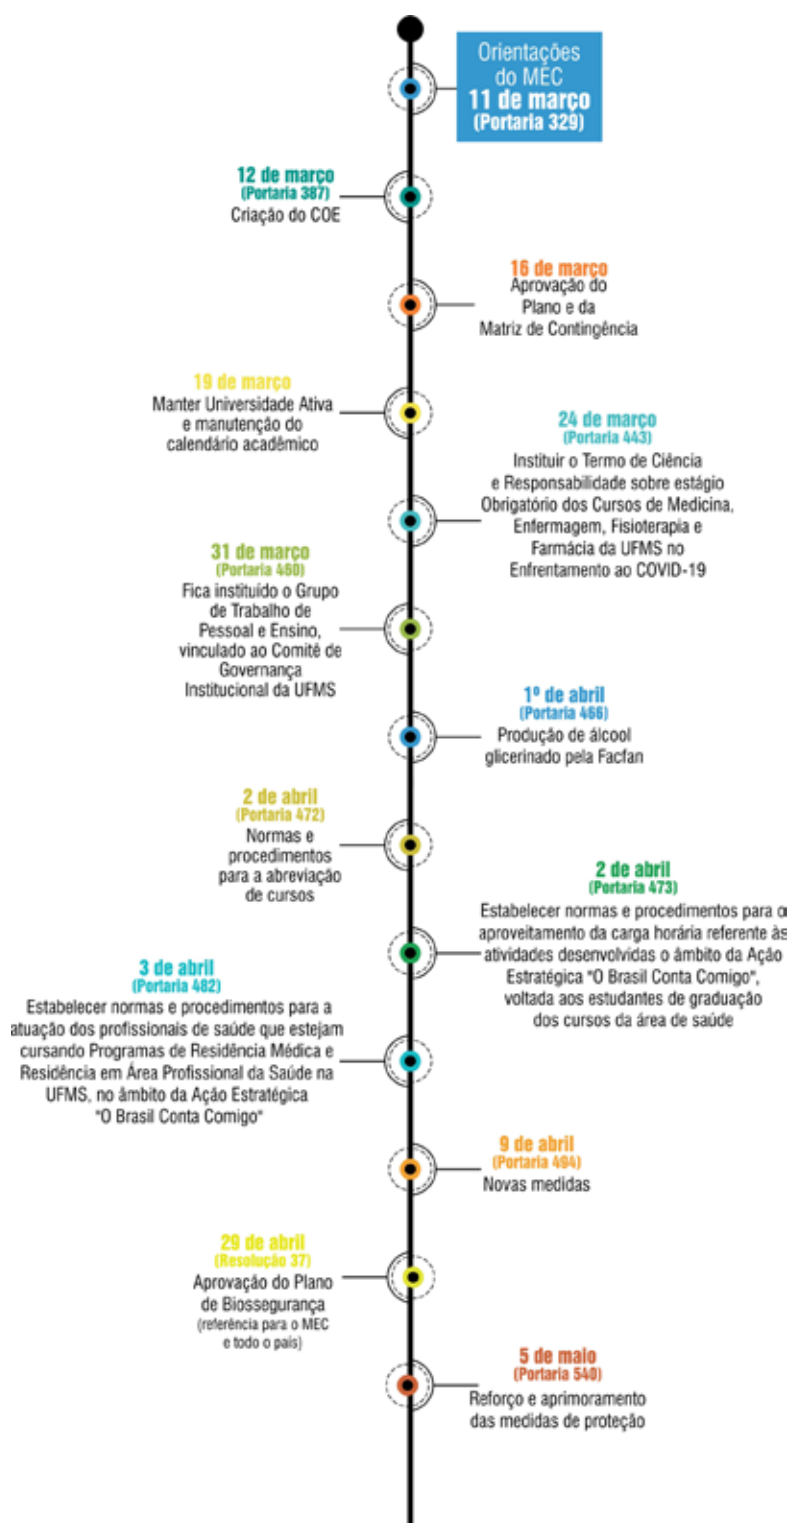 Orientações
do MEC
11 de março
(Portaria 329)
12 de março
(Portaria 387)
Criação do COE
16 de março
Aprovação do
Plano e da
Matriz de Contingência
19 de março
Manter Universidade Ativa
e manutenção do
calendário acadêmico
24 de março
(Portaria 443)
Instituir o Termo de Ciência
e Responsabilidade sobre estágio
Obrigatório dos Cursos de Medicina,
Enfermagem, Fisioterapia e
Farmácia da UFMS no
Enfrentamento ao COVID-19
31 de março
(Portaria 460)
Fica instituído o Grupo
de Trabalho de
Pessoal e Ensino,
vinculado ao Comitê de
Governança
Institucional da UFMS
1º de abril
(Portaria 466)
Produção de álcool
glicerinado pela Facfan
2 de abril
(Portaria 472)
Normas e
procedimentos
para a abreviação
de cursos
2 de abril
(Portaria 473)
Estabelecer normas e procedimentos para o
aproveitamento da carga horária referente às
atividades desenvolvidas o âmbito da Ação
Estratégica "O Brasil Conta Comigo",
voltada aos estudantes de graduação
dos cursos da área de saúde
3 de abril
(Portaria 482)
Estabelecer normas e procedimentos para a
atuação dos profissionais de saúde que estejam
cursando Programas de Residência Médica e
Residência em Área Profissional da Saúde na
UFMS, no âmbito da Ação Estratégica
"O Brasil Conta Comigo"
9 de abril
(Portaria 494)
Novas medidas
29 de abril
(Resolução 37)
Aprovação do Plano
de Biossegurança
(referência para o MEC
e todo o país)
5 de maio
(Portaria 540)
Reforço e aprimoramento
das medidas de proteção